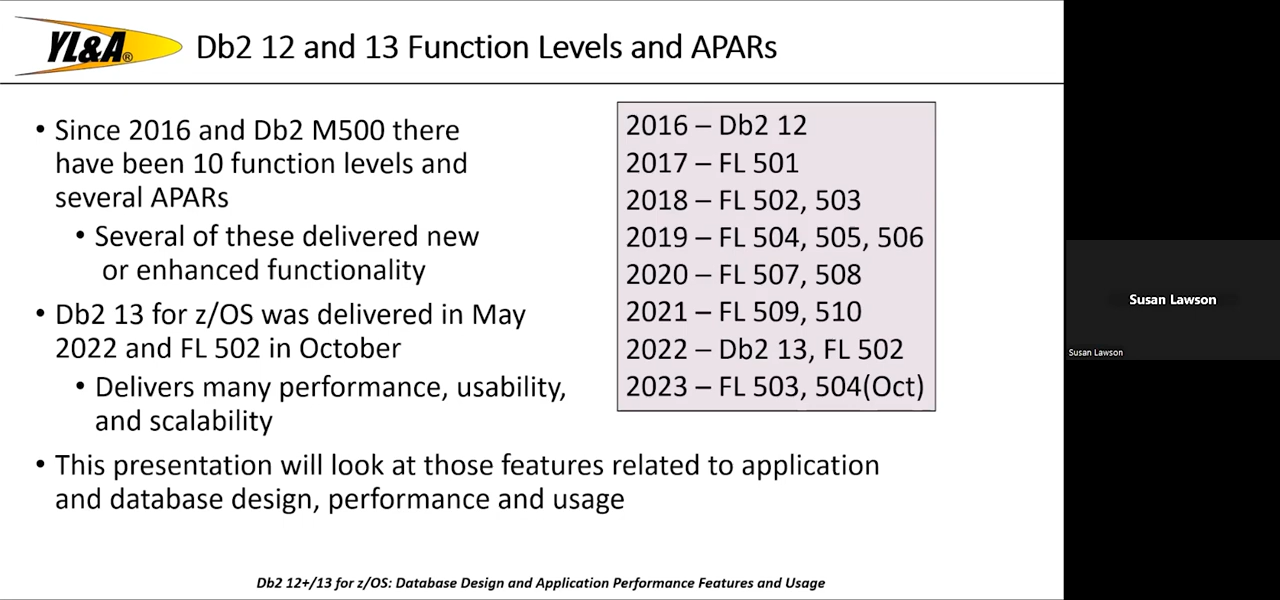 YL&A®
Db2 12 and 13 Function Levels and APARs
• Since 2016 and Db2 M500 there
have been 10 function levels and
several APARs
• Several of these delivered new
or enhanced functionality
• Db2 13 for z/OS was delivered in May
2022 and FL 502 in October
• Delivers many performance, usability,
and scalability
• This presentation will look at those features related to application
and database design, performance and usage
2016 – Db2 12
2017 – FL 501
2018 – FL 502, 503
2019 – FL 504, 505, 506
2020 – FL 507, 508
2021 – FL 509, 510
2022 – Db2 13, FL 502
2023 – FL 503, 504(Oct)
Db2 12+/13 for z/OS: Database Design and Application Performance Features and Usage
Susan Lawson
Susan Lawson